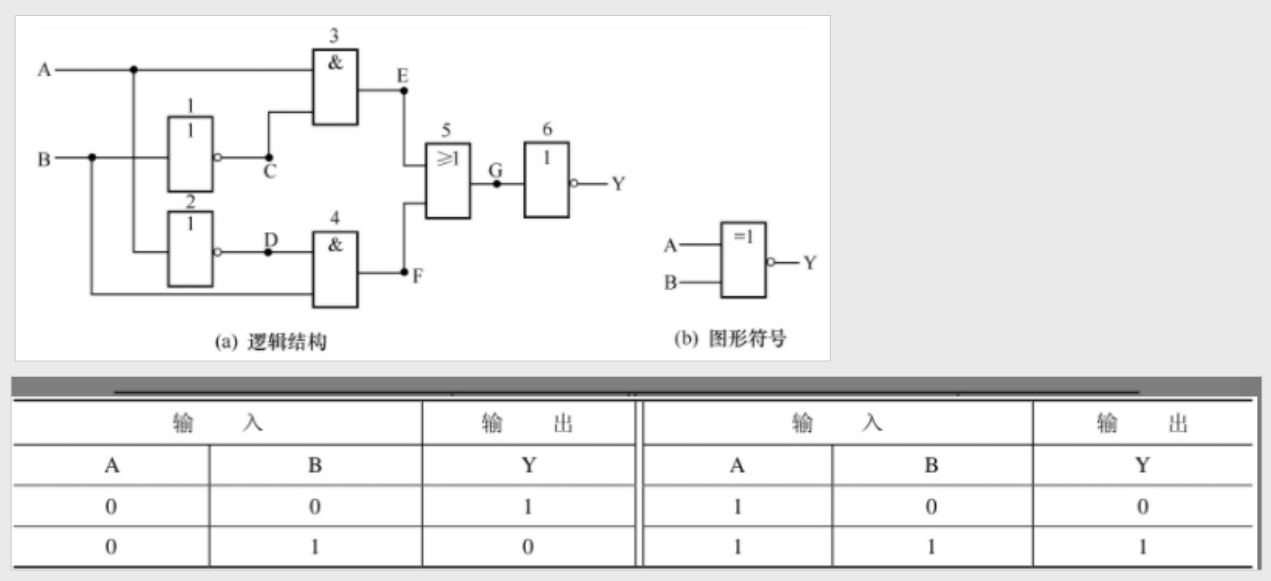 3
&
A
E
1
1
5
6
≥1
1
G
B
C
Y
2
1
4
D
&
=1
A
Y
F
B
(a) 逻辑结构
(b) 图形符号
输 入 输 出 输 入 输 出
A B Y A B Y
0 0 1 1 0 0
0 1 0 1 1 1